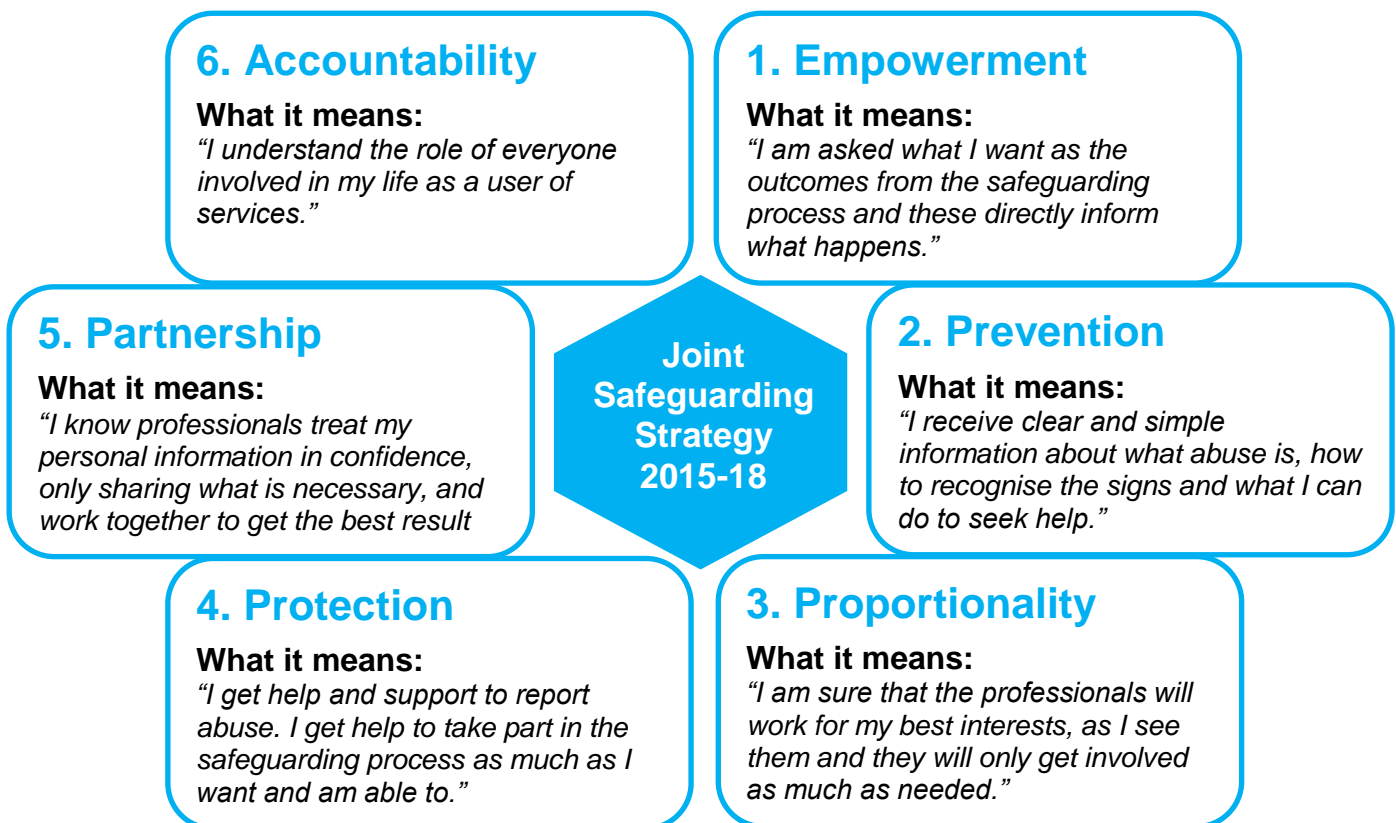 6. Accountability
What it means:
“I understand the role of everyone
involved in my life as a user of
services.”
1. Empowerment
What it means:
“I am asked what I want as the
outcomes from the safeguarding
process and these directly inform
what happens.”
5. Partnership
What it means:
“I know professionals treat my
personal information in confidence,
only sharing what is necessary, and
work together to get the best result
Joint
Safeguarding
Strategy
2015-18
2. Prevention
What it means:
“I receive clear and simple
information about what abuse is, how
to recognise the signs and what I can
do to seek help.”
4. Protection
What it means:
“I get help and support to report
abuse. I get help to take part in the
safeguarding process as much as I
want and am able to.”
3. Proportionality
What it means:
“I am sure that the professionals will
work for my best interests, as I see
them and they will only get involved
as much as needed.”